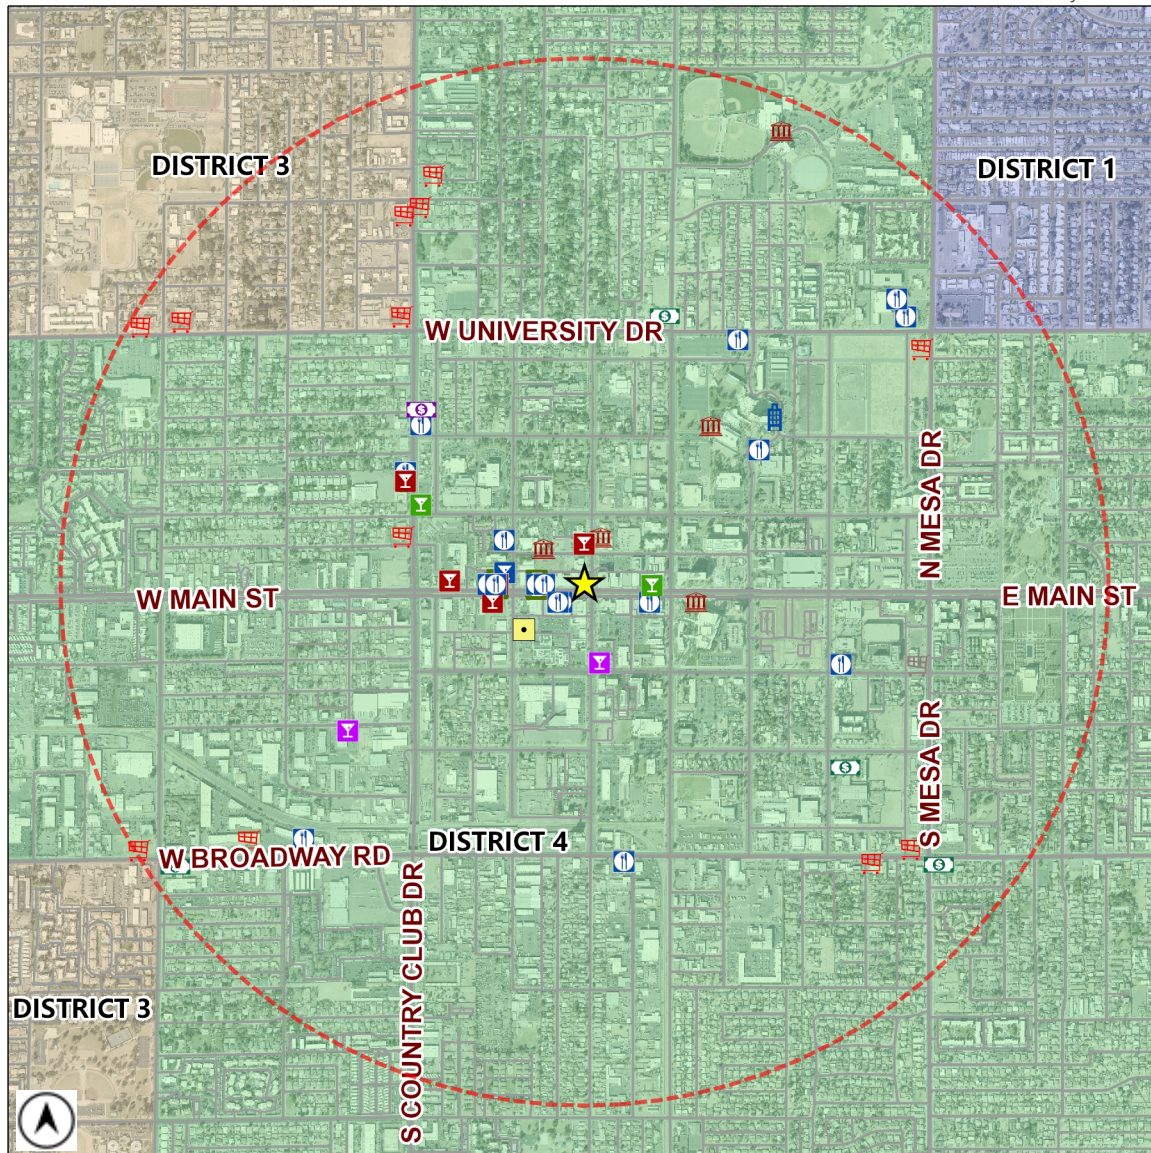 DISTRICT 3
DISTRICT 1
W UNIVERSITY DR
N MESA DR
W MAIN ST
E MAIN ST
S MESA DR
DISTRICT 4
W BROADWAY RD
S COUNTRY CLUB DR
DISTRICT 3